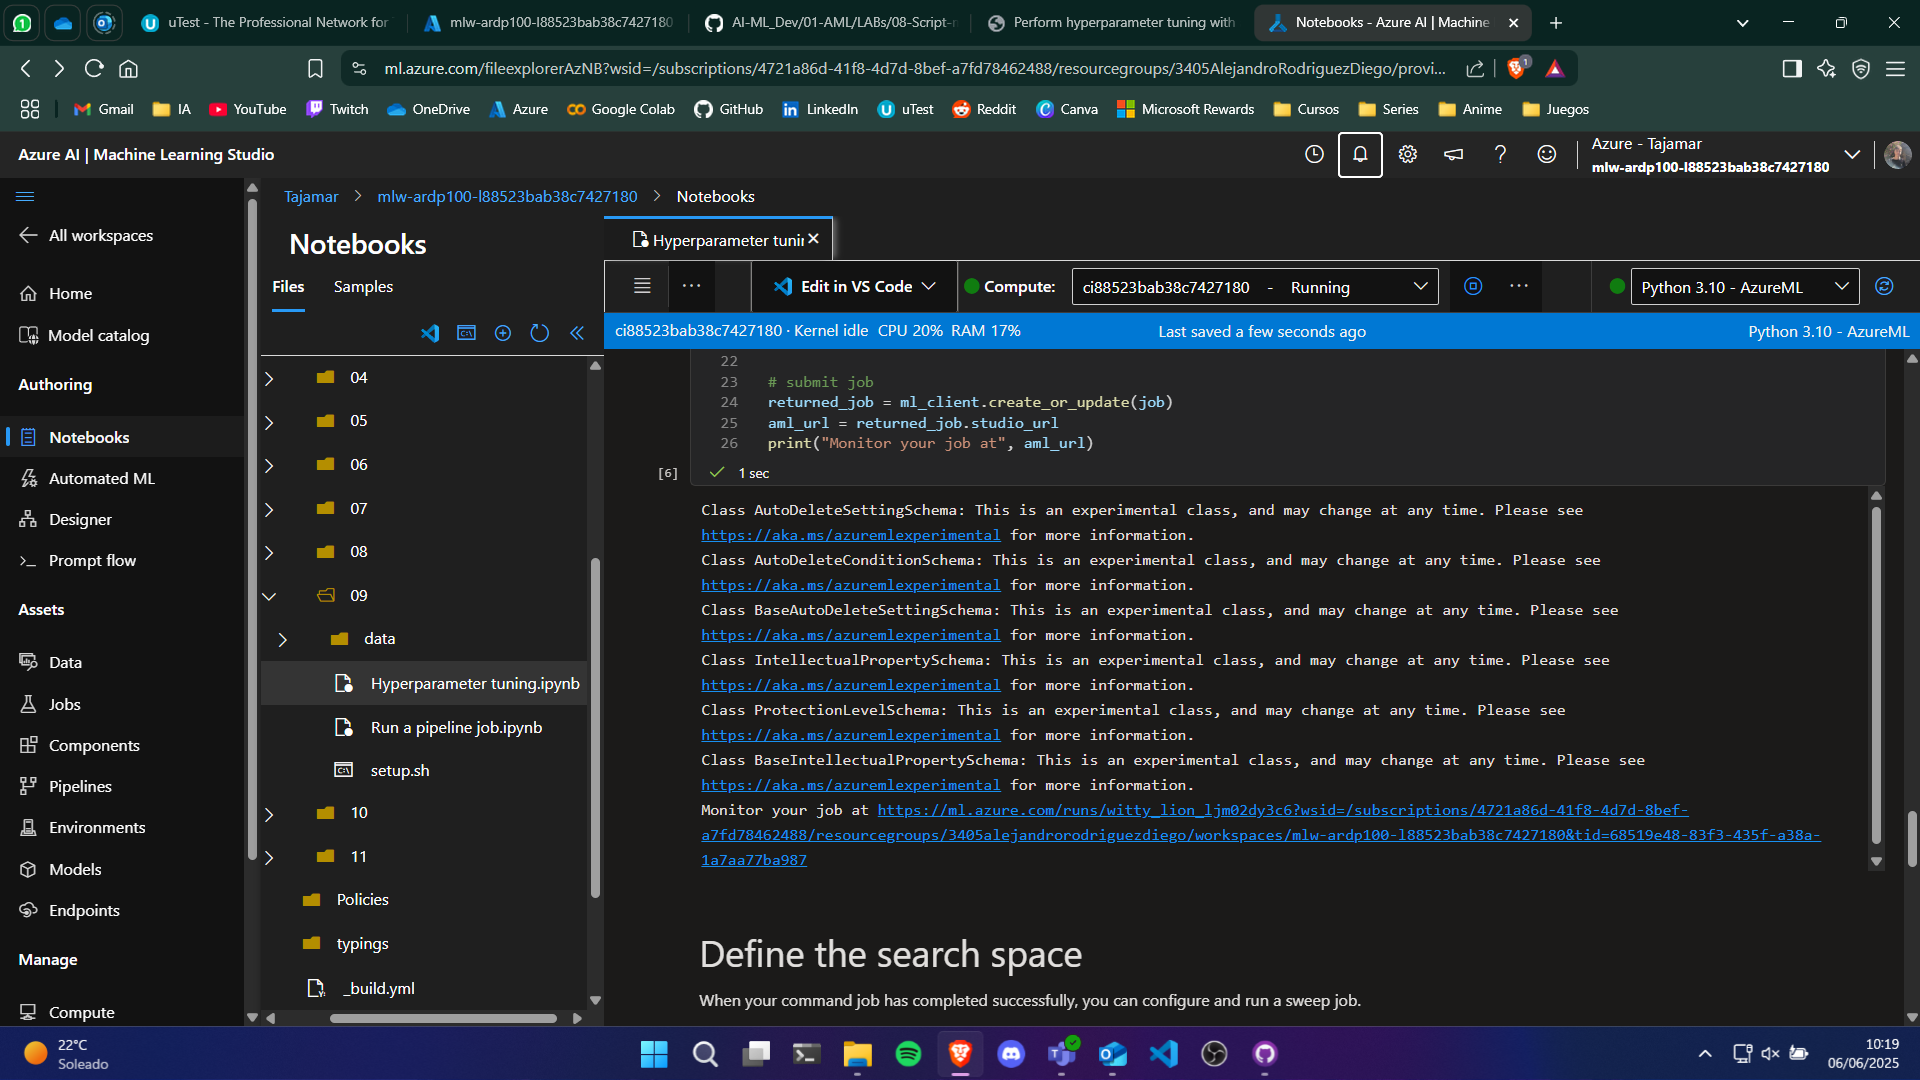 uTest - The Professional Network for
mlw-ardp100-l88523bab38c7427180
AI-ML_Dev/01-AML/LABs/08-Script-
Perform hyperparameter tuning with
Notebooks - Azure AI | Machine
ml.azure.com/fileexplorerAzNB?wsid=/subscriptions/4721a86d-41f8-4d7d-8bef-a7fd78462488/resourcegroups/3405AlejandroRodriguezDiego/provi...
1
Gmail IA YouTube Twitch OneDrive Azure Google Colab GitHub LinkedIn uTest Reddit Canva Microsoft Rewards Cursos Series Anime Juegos
Azure AI | Machine Learning Studio
Azure - Tajamar
mlw-ardp100-l88523bab38c7427180
All workspaces
Home
Model catalog
Authoring
Notebooks
Automated ML
Designer
Prompt flow
Assets
Data
Jobs
Components
Pipelines
Environments
Models
Endpoints
Manage
Compute
Tajamar > mlw-ardp100-l88523bab38c7427180 > Notebooks
Notebooks
Files Samples
04
05
06
07
08
09
data
Hyperparameter tuning.ipynb
Run a pipeline job.ipynb
setup.sh
10
11
Policies
typings
_build.yml
Hyperparameter tunin
Edit in VS Code
Compute: ci88523bab38c7427180 - Running
Python 3.10 - AzureML
ci88523bab38c7427180 · Kernel idle CPU 20% RAM 17%
Last saved a few seconds ago
Python 3.10 - AzureML
22
23 # submit job
24 returned_job = ml_client.create_or_update(job)
25 aml_url = returned_job.studio_url
26 print("Monitor your job at", aml_url)
[6] 1 sec
Class AutoDeleteSettingSchema: This is an experimental class, and may change at any time. Please see
https://aka.ms/azuremlexperimental for more information.
Class AutoDeleteConditionSchema: This is an experimental class, and may change at any time. Please see
https://aka.ms/azuremlexperimental for more information.
Class BaseAutoDeleteSettingSchema: This is an experimental class, and may change at any time. Please see
https://aka.ms/azuremlexperimental for more information.
Class IntellectualPropertySchema: This is an experimental class, and may change at any time. Please see
https://aka.ms/azuremlexperimental for more information.
Class ProtectionLevelSchema: This is an experimental class, and may change at any time. Please see
https://aka.ms/azuremlexperimental for more information.
Class BaseIntellectualPropertySchema: This is an experimental class, and may change at any time. Please see
https://aka.ms/azuremlexperimental for more information.
Monitor your job at https://ml.azure.com/runs/witty_lion_ljm02dy3c6?wsid=/subscriptions/4721a86d-41f8-4d7d-8bef-
a7fd78462488/resourcegroups/3405alejandrorodriguezdiego/workspaces/mlw-ardp100-l88523bab38c7427180&tid=68519e48-83f3-435f-a38a-
1a7aa77ba987
Define the search space
When your command job has completed successfully, you can configure and run a sweep job.
22°C
Soleado
10:19
06/06/2025